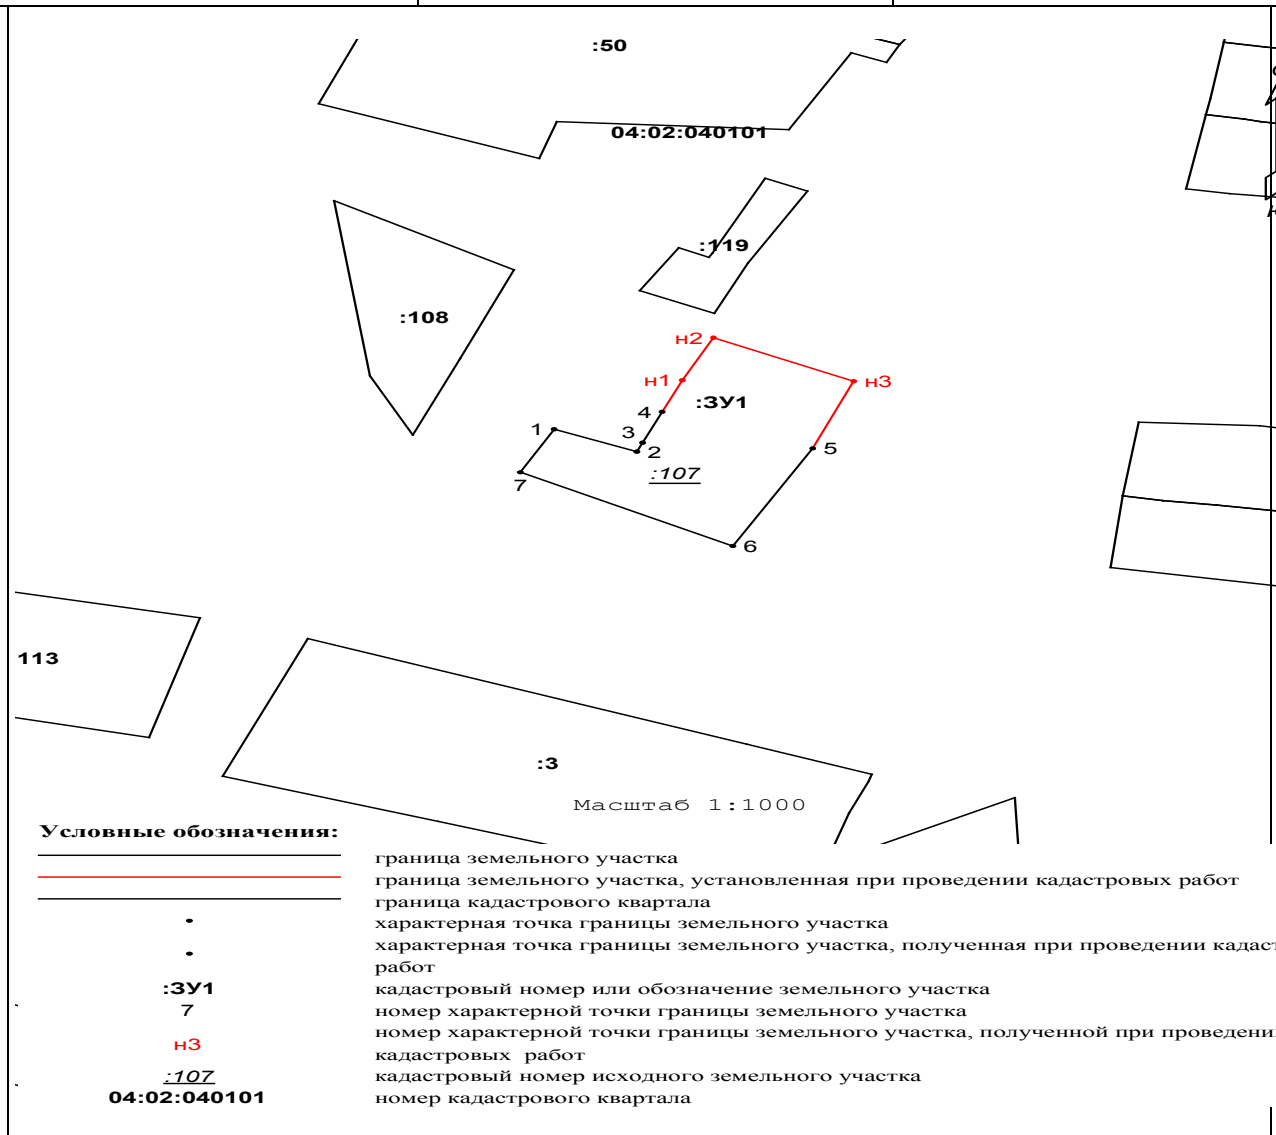 :50
04:02:040101
:119
:108
н2
н1
н3
:ЗУ1
4
3
1
2
5
:107
7
6
113
:3
Масштаб 1:1000
Условные обозначения:
граница земельного участка
граница земельного участка, установленная при проведении кадастровых работ
граница кадастрового квартала
характерная точка границы земельного участка
характерная точка границы земельного участка, полученная при проведении кадаст
работ
:ЗУ1 кадастровый номер или обозначение земельного участка
7 номер характерной точки границы земельного участка
номер характерной точки границы земельного участка, полученной при проведени
н3 кадастровых работ
:107 кадастровый номер исходного земельного участка
04:02:040101 номер кадастрового квартала